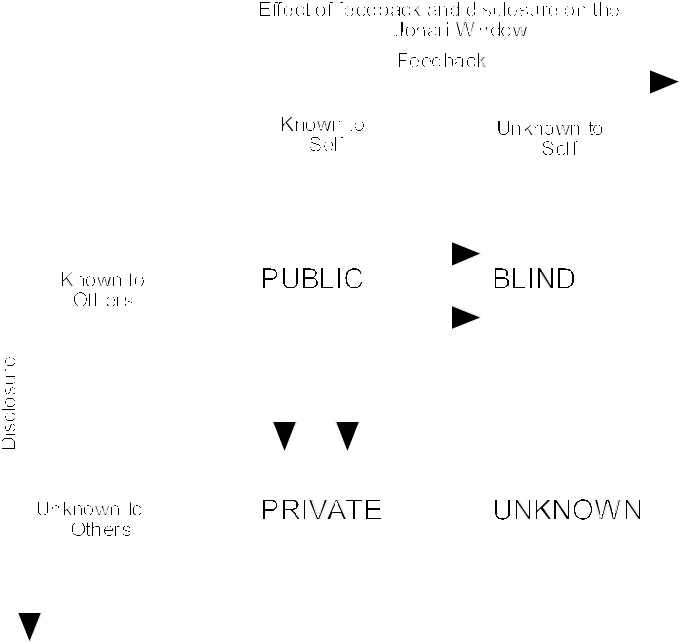 Effect of feedback and disclosure on the
Johari Window
Feedback
Known to
Self
Unknown to
Self
Known to
Others
PUBLIC
BLIND
Disclosure
Unknown to
Others
PRIVATE
UNKNOWN